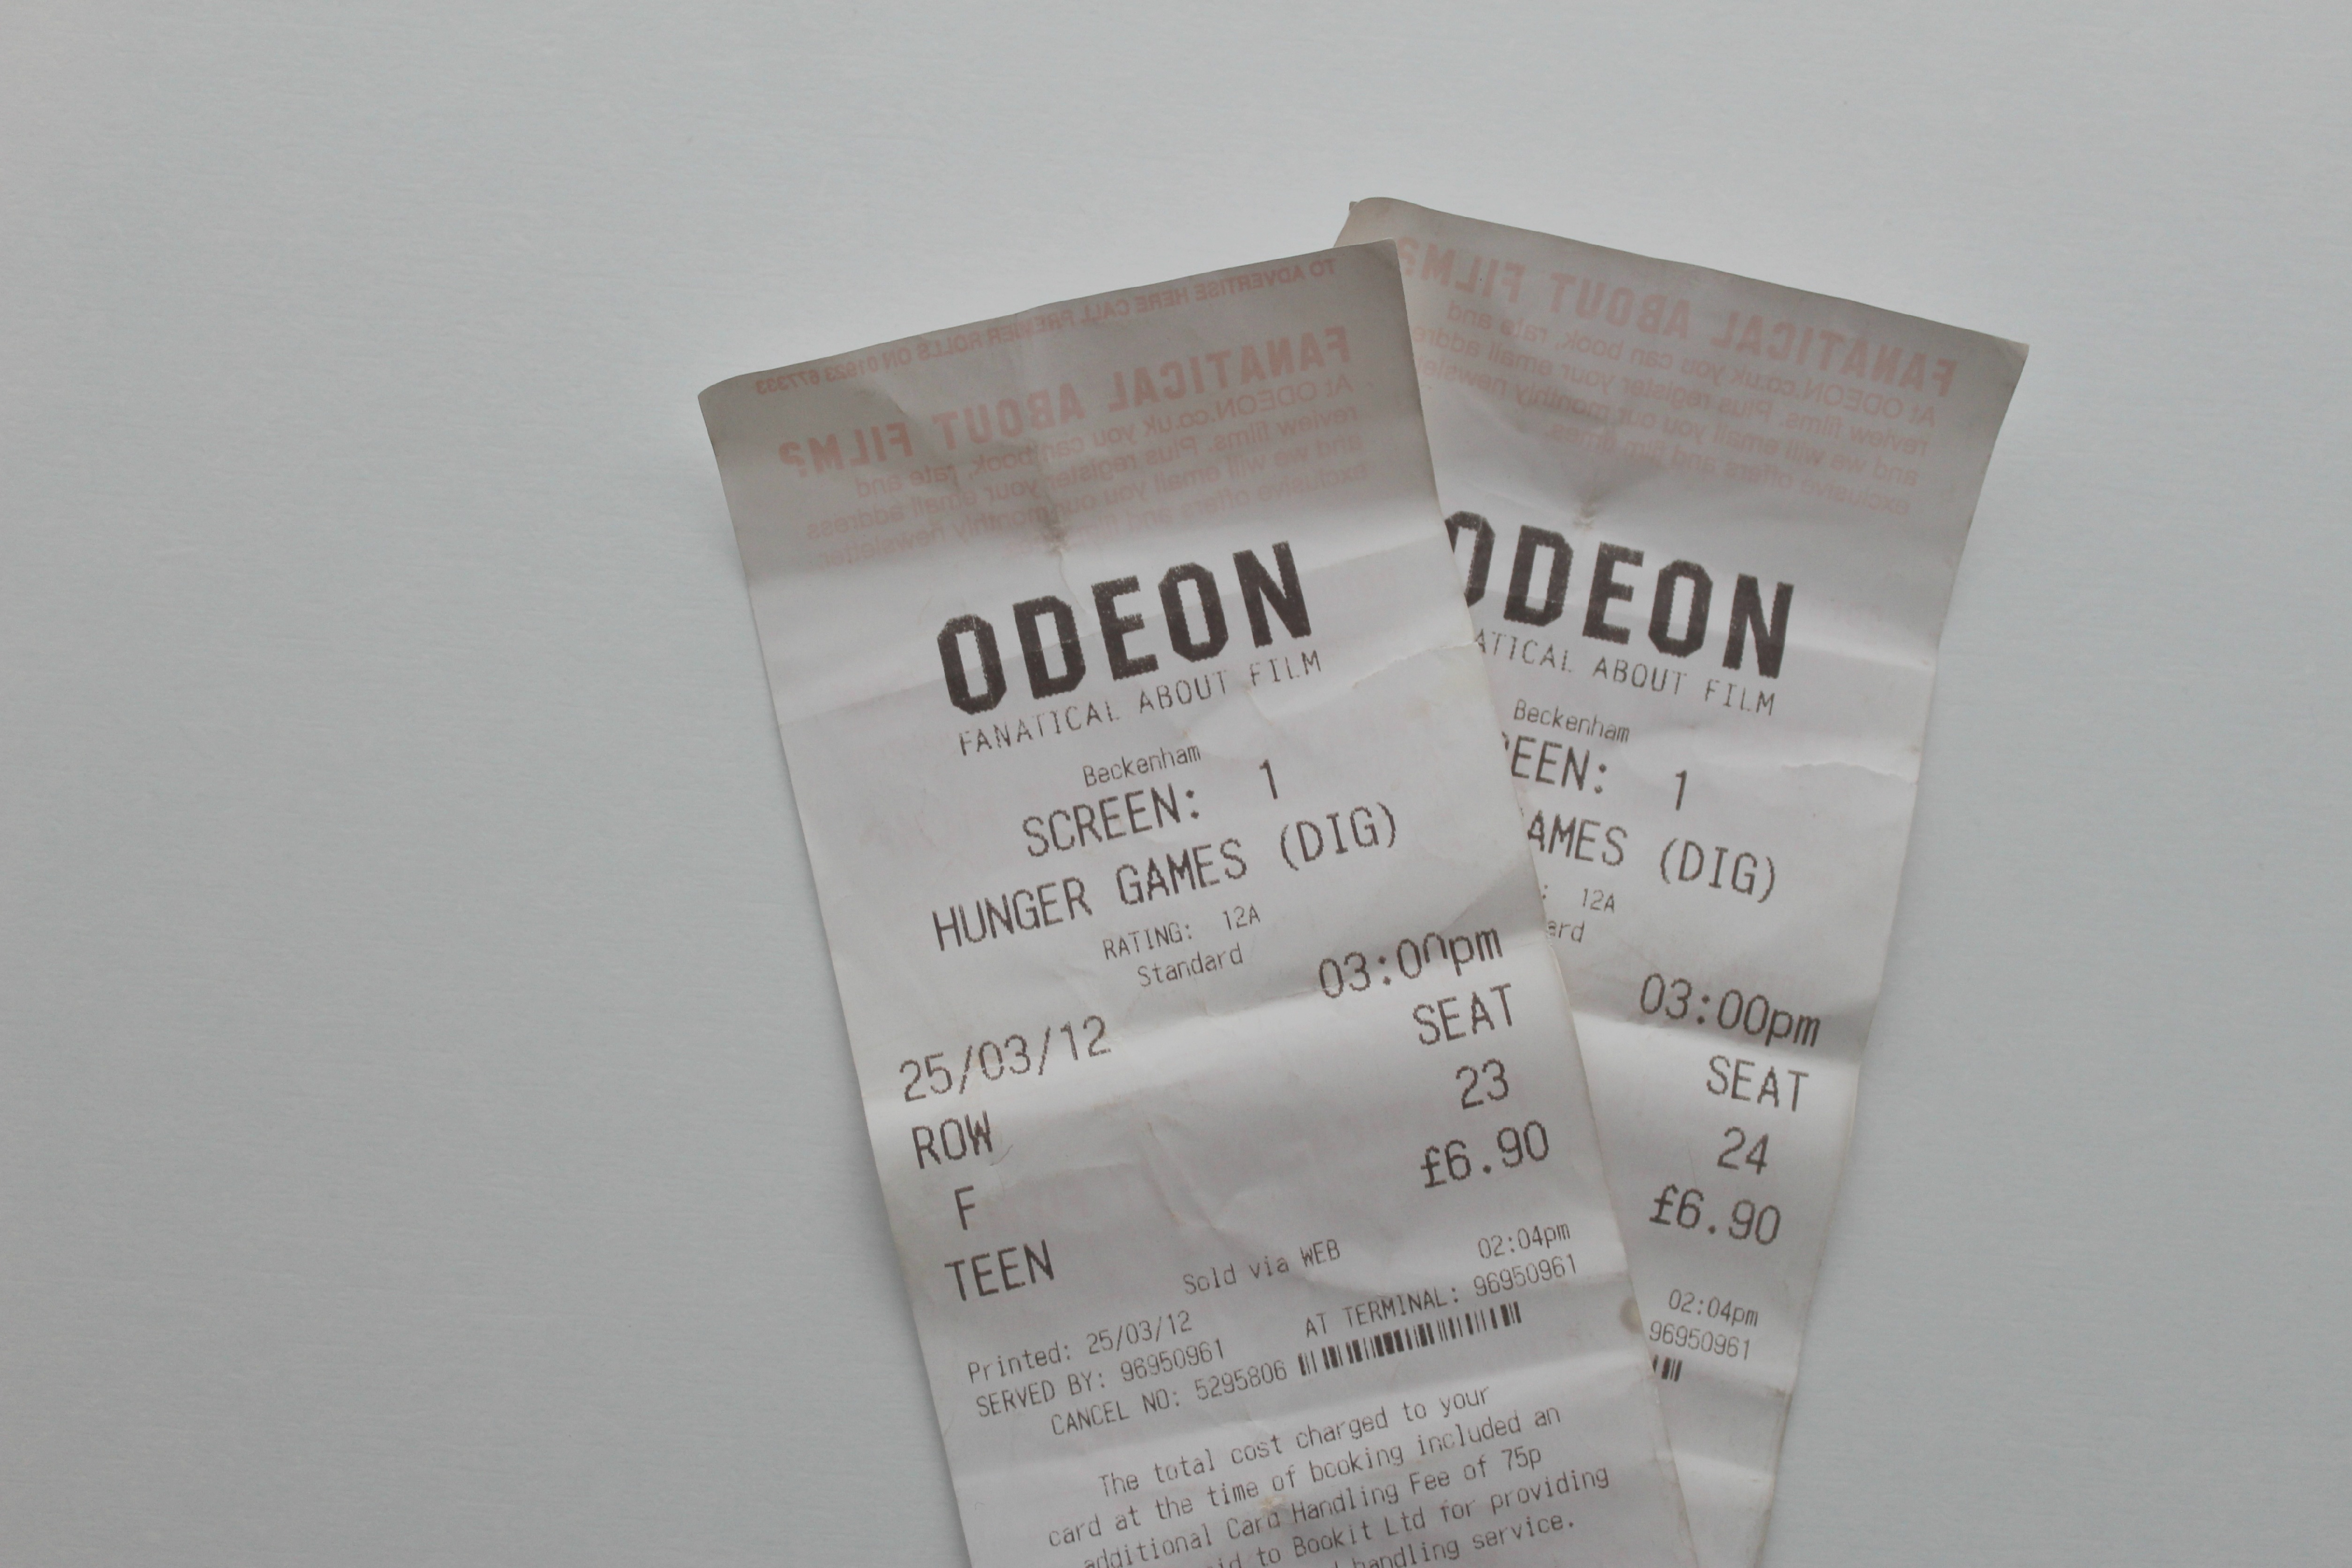 TO ADVERTISE HERE CALL PREMIER ROLLS ON 01623 677333
FANATICAL ABOUT FILM?
At ODEON.co.uk you can book, rate and
review films. Plus register your email address
and we will email you our monthly newsletter
exclusive offers and film
ODEON
FANATICAL ABOUT FILM
Beckenham
SCREEN: 1
HUNGER GAMES (DIG)
RATING: 12A
Standard
25/03/12 03:00pm
ROW SEAT
F 23
TEEN £6.90
Sold via WEB
Printed: 25/03/12 02:04pm
SERVED BY: 96950961 AT TERMINAL: 96950961
CANCEL NO: 5295806
The total cost charged to your
card at the time of booking included an
additional Card Handling Fee of 75p
to Bookit Ltd for providing
handling service.
FANATICAL ABOUT FILM?
At ODEON.co.uk you can book, rate and
review films. Plus register your email addre
and we will email you our monthly newsle
exclusive offers and film times.
ODEON
ATICAL ABOUT FILM
Beckenham
EEN: 1
AMES (DIG)
: 12A
ard
03:00pm
SEAT
24
£6.90
02:04pm
96950961